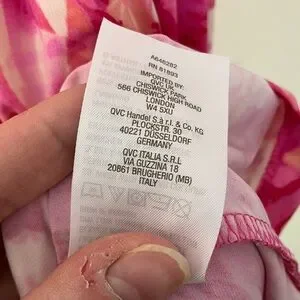 A646282
RN 81893
IMPORTED BY:
QVC UK
CHISWICK PARK
566 CHISWICK HIGH ROAD
LONDON
W4 5XU
QVC Handel S.à r.l. & Co. KG
PLOCKSTR. 30
40221 DÜSSELDORF
GERMANY
QVC ITALIA S.R.L
VIA GUZZINA 18
20861 BRUGHERIO (MB)
ITALY